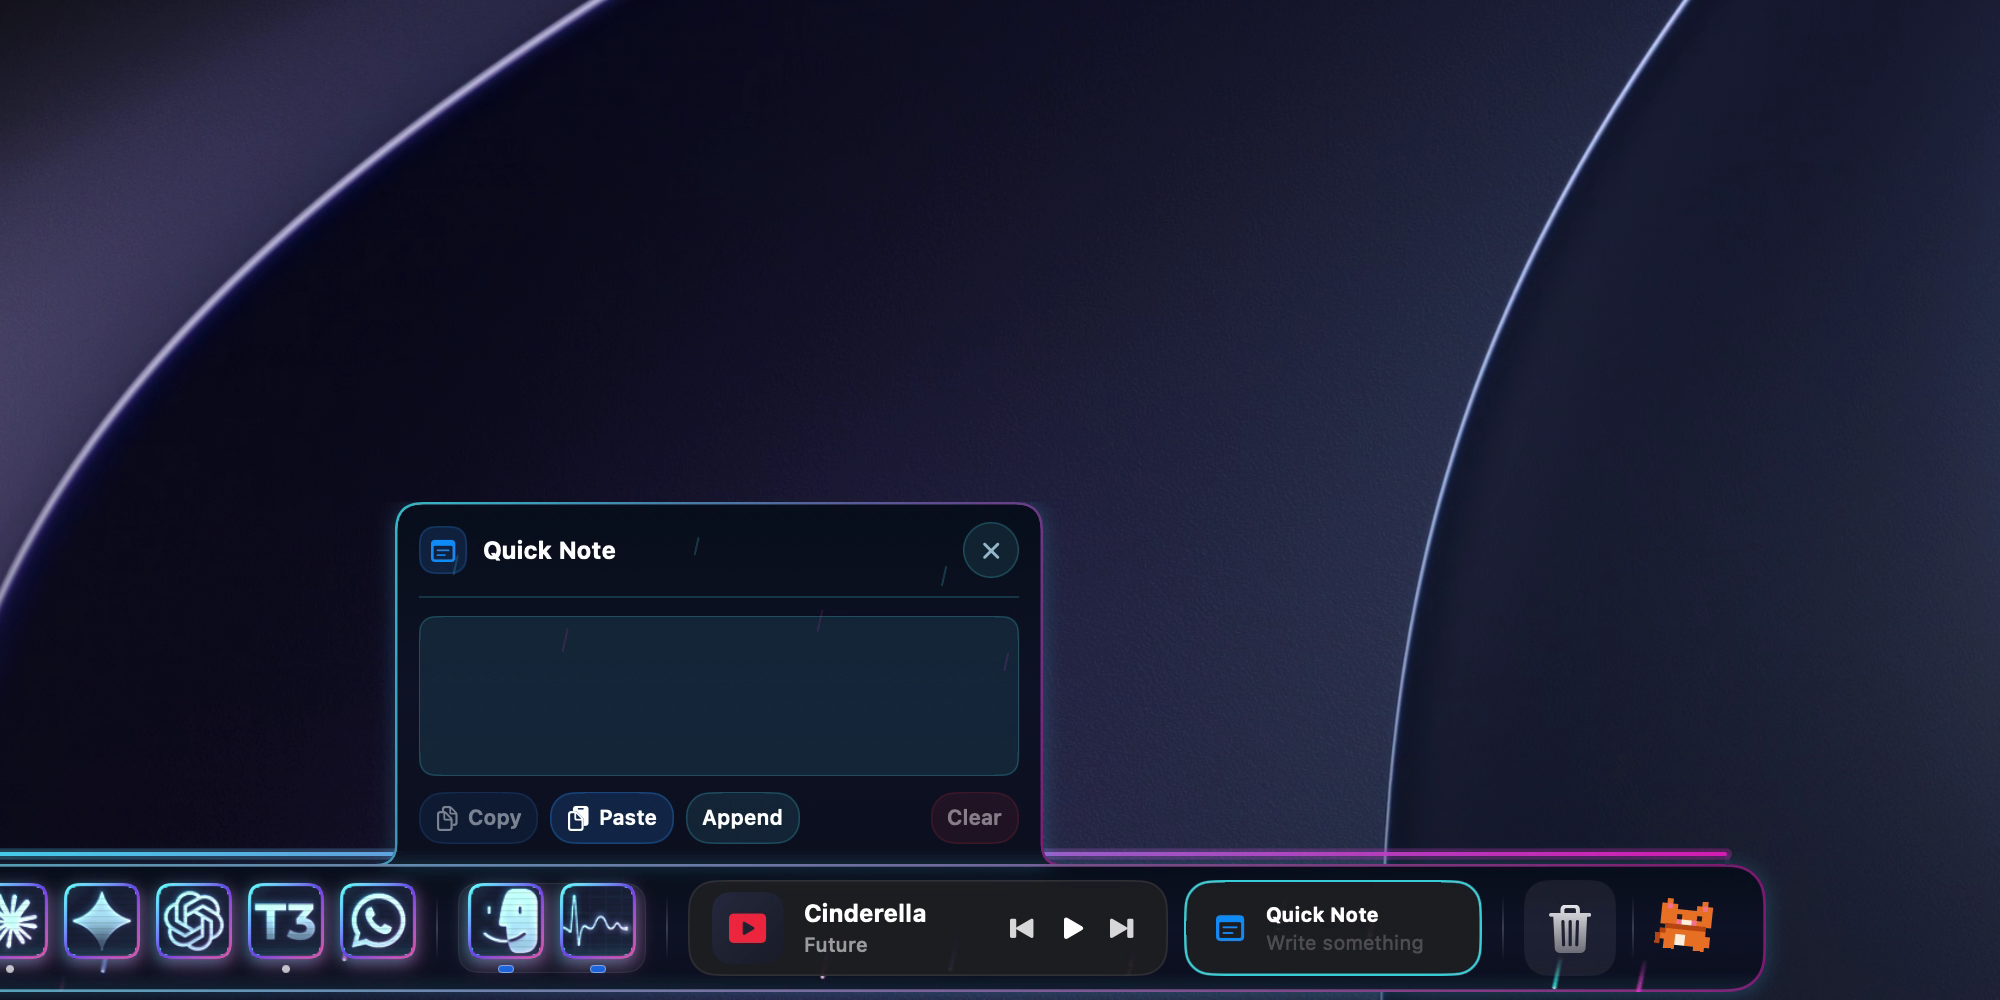 Quick Note
Copy
Paste
Append
Clear
T3
Cinderella
Future
Quick Note
Write something